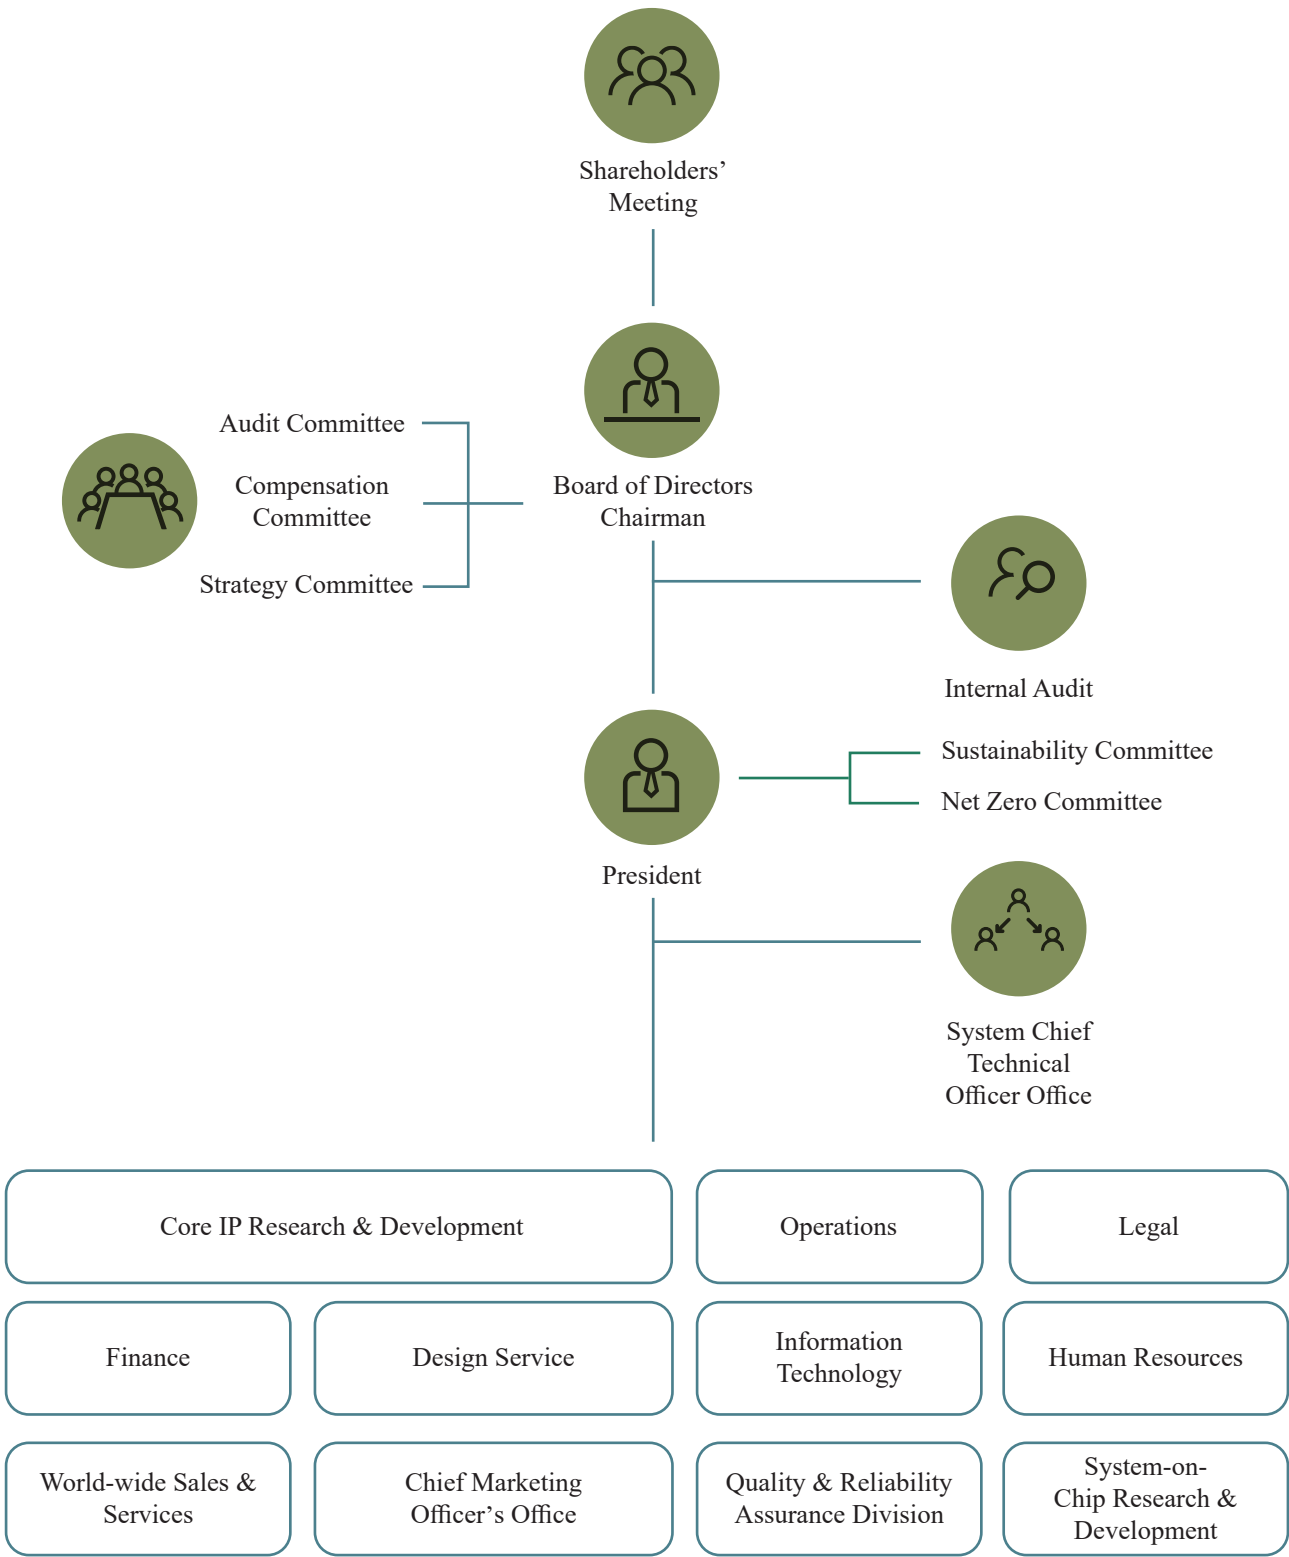 Shareholders’
Meeting
Board of Directors
Chairman
Audit Committee
Compensation
Committee
Strategy Committee
Internal Audit
President
Sustainability Committee
Net Zero Committee
System Chief
Technical
Officer Office
Core IP Research & Development
Operations
Legal
Finance
Design Service
Information
Technology
Human Resources
World-wide Sales &
Services
Chief Marketing
Officer’s Office
Quality & Reliability
Assurance Division
System-on-
Chip Research &
Development